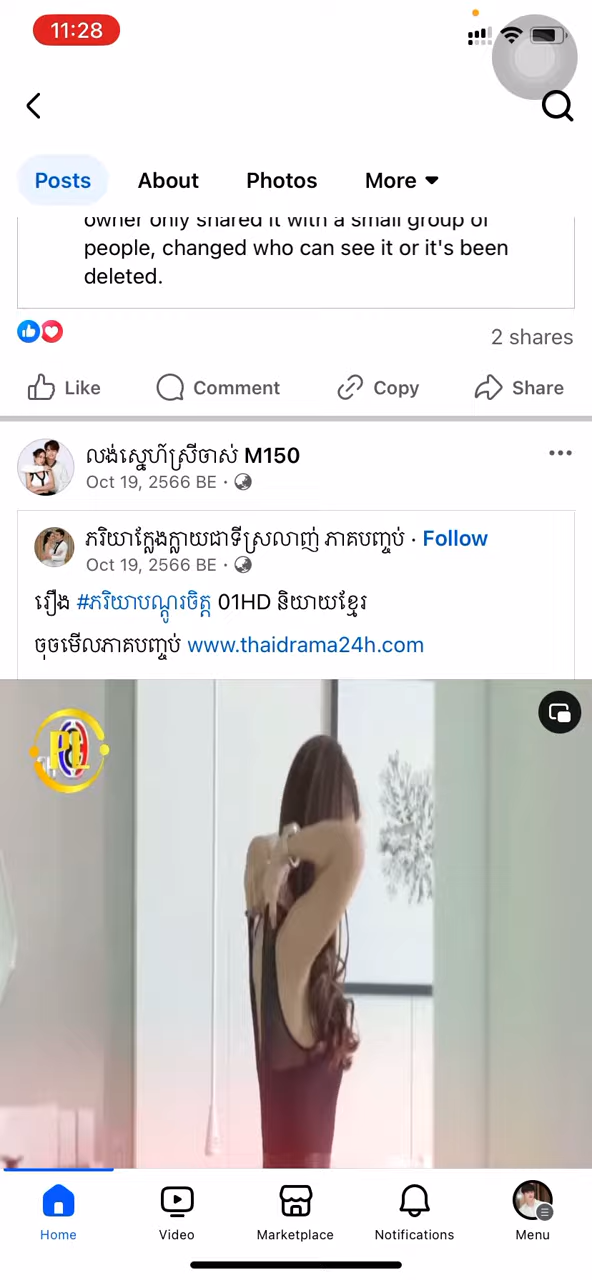 11:28
Posts About Photos More
owner only shared it with a small group of
people, changed who can see it or it's been
deleted.
2 shares
Like Comment Copy Share
លង់ស្នេហ៍ស្រីចាស់ M150
Oct 19, 2566 BE ·
ភរិយាក្លែងក្លាយជាទីស្រលាញ់ ភាគបញ្ចប់ · Follow
Oct 19, 2566 BE ·
រឿង #ភរិយាបណ្តូរចិត្ត 01HD និយាយខ្មែរ
ចុចមើលភាគបញ្ចប់ www.thaidrama24h.com
PL
Home Video Marketplace Notifications Menu